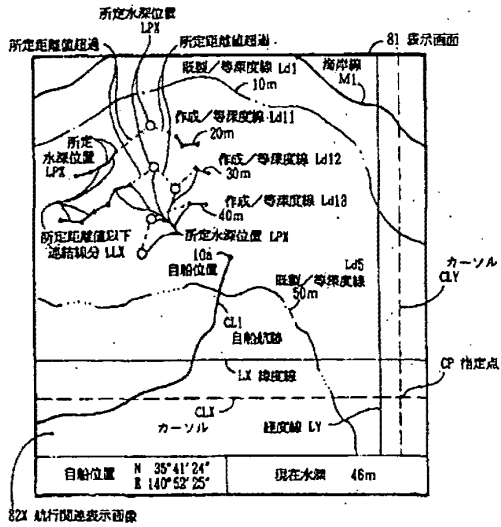 所定水深位置
LPX
所定距離値超過
所定距離値超過
81 表示画面
既製/等深度線 Ld1
10m
海岸線
M1
作成/等深度線 Ld11
20m
所定
水深位置
LPX
作成/等深度線 Ld12
30m
作成/等深度線 Ld13
40m
所定距離値以下
連結線分 LLX
所定水深位置 LPX
10a
自船位置
Ld5
既製/等深度線
50m
カーソル
CLY
CL1
自船航跡
CP 指定点
LX 緯度線
CLX
カーソル
経度線 LY
自船位置
N 35°41'24"
E 140°52'25"
現在水深 46m
82X 航行関連表示画像